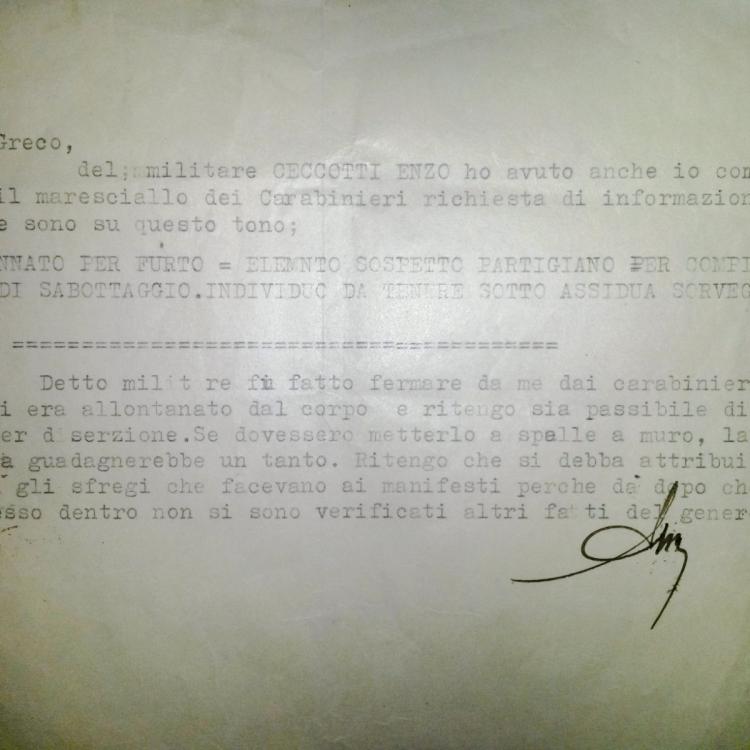 Greco,
del; militare CECCOTTI ENZO ho avuto anche io con
il maresciallo dei Carabinieri richiesta di informazion
e sono su questo tono;
NNATO PER FURTO = ELEMNTO SOSPETTO PARTIGIANO PER COMPI
DI SABOTTAGGIO.INDIVIDUO DA TENERE SOTTO ASSIDUA SORVEG
========================================
Detto milit re fù fatto fermare da me dai carabinier
i era allontanato dal corpo e ritengo sia passibile di
er d serzione.Se dovessero metterlo a spalle a muro, la
a guadagnerebbe un tanto. Ritengo che si debba attribui
gli sfregi che facevano ai manifesti perche da dopo ch
esso dentro non si sono verificati altri fatti del gener